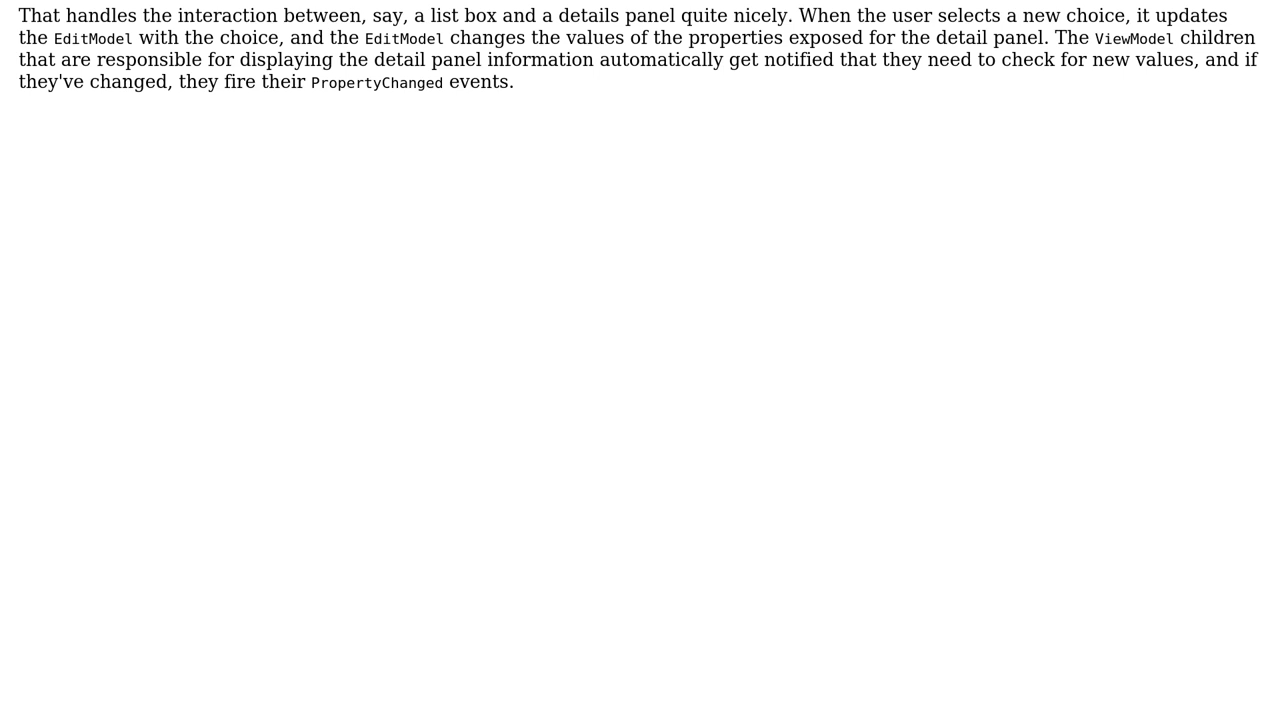 That handles the interaction between, say, a list box and a details panel quite nicely. When the user selects a new choice, it updates
the EditModel with the choice, and the EditModel changes the values of the properties exposed for the detail panel. The ViewModel children
that are responsible for displaying the detail panel information automatically get notified that they need to check for new values, and if
they've changed, they fire their PropertyChanged events.